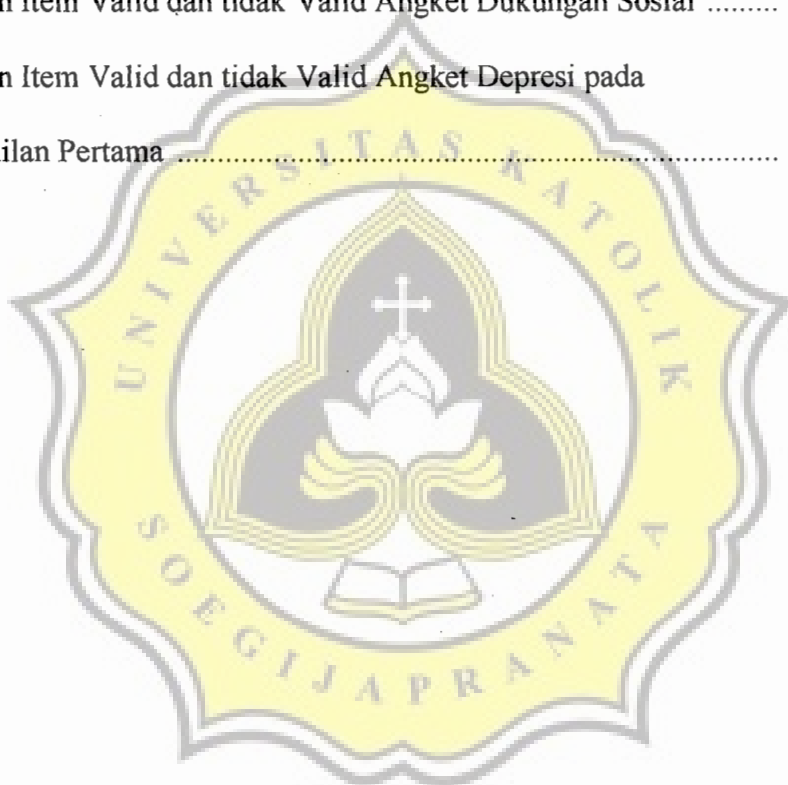 n Item Valid dan tidak Valid Angket Dukungan Sosial .........
n Item Valid dan tidak Valid Angket Depresi pada
ilan Pertama ................................................................................
UNIVERSITAS KATOLIK
SOEGIJAPRANATA